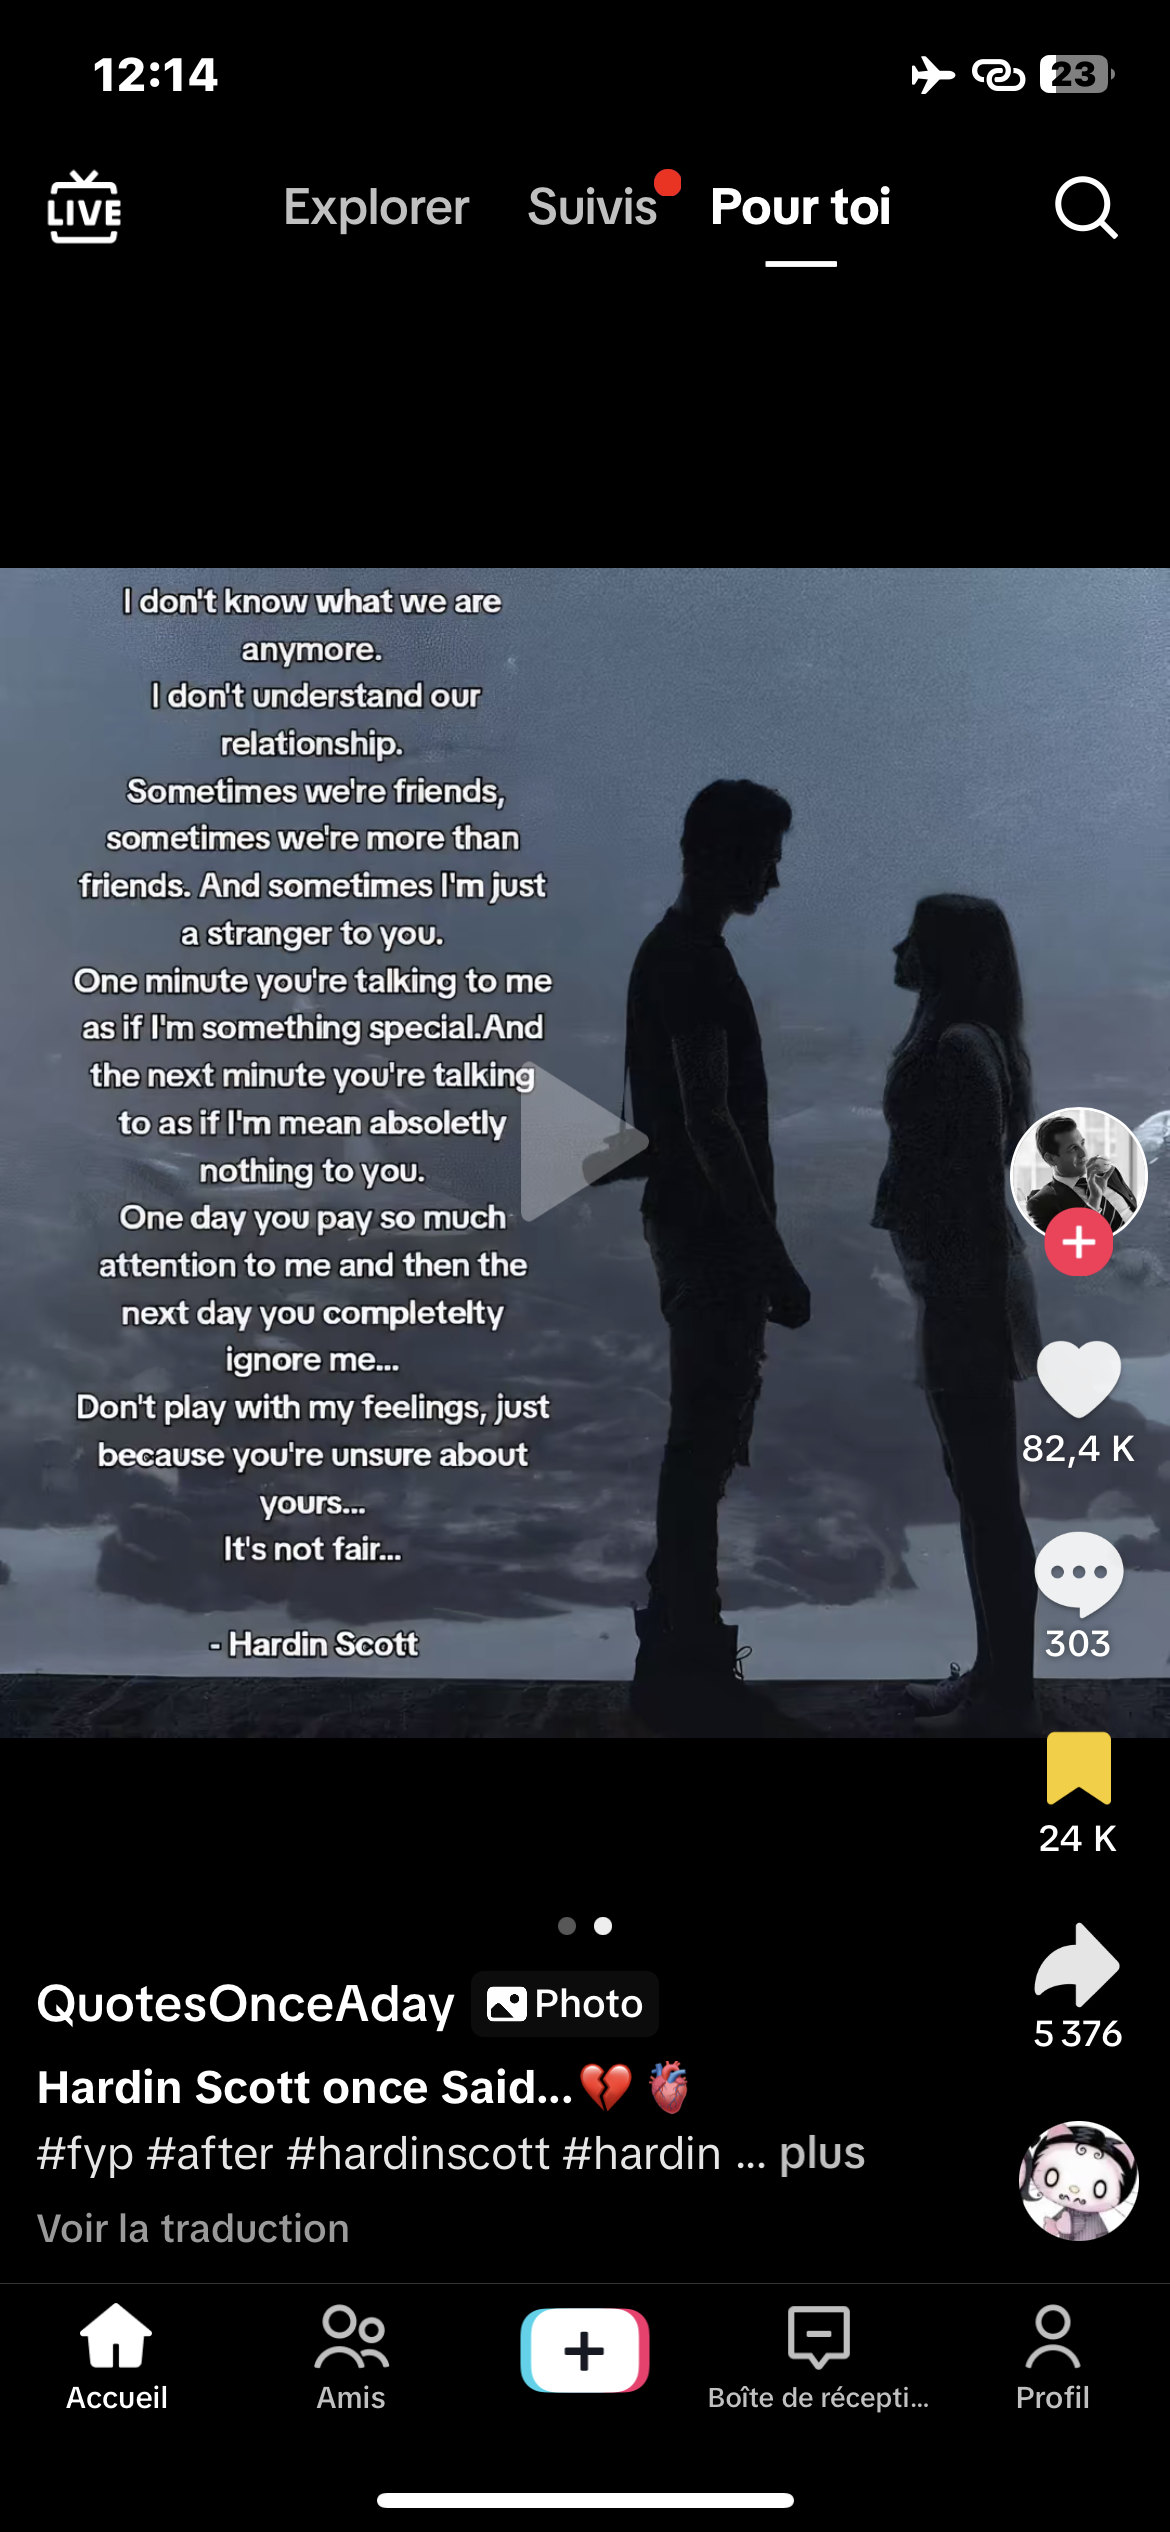 12:14
23
LIVE
Explorer Suivis Pour toi
I don't know what we are
anymore.
I don't understand our
relationship.
Sometimes we're friends,
sometimes we're more than
friends. And sometimes I'm just
a stranger to you.
One minute you're talking to me
as if I'm something special.And
the next minute you're talking
to as if I'm mean absoletly
nothing to you.
One day you pay so much
attention to me and then the
next day you completelty
ignore me...
Don't play with my feelings, just
because you're unsure about
yours...
It's not fair...
- Hardin Scott
82,4 K
303
24 K
5 376
QuotesOnceAday Photo
Hardin Scott once Said...💔 🫀
#fyp #after #hardinscott #hardin ... plus
Voir la traduction
Accueil Amis Boîte de récepti... Profil